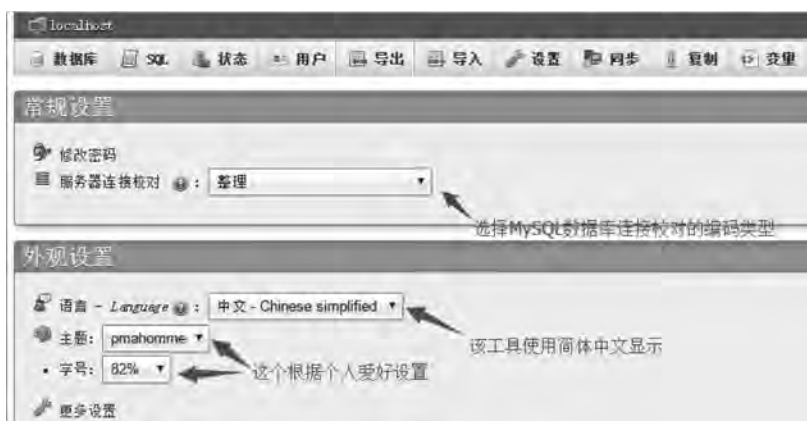 localhost
数据库 SQL 状态 用户 导出 导入 设置 同步 复制 变量
常规设置
修改密码
服务器连接校对 : 整理
选择MySQL数据库连接校对的编码类型
外观设置
语言 - Language : 中文 - Chinese simplified
该工具使用简体中文显示
主题: pmahomme
• 字号: 82%
这个根据个人爱好设置
更多设置